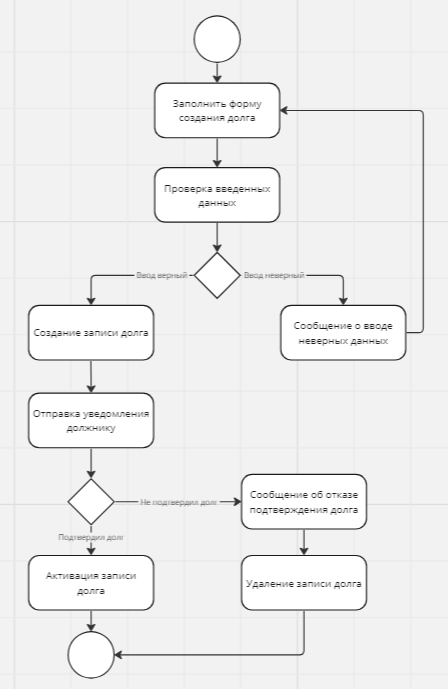 Заполнить форму
создания долга
Проверка введенных
данных
Ввод верный
Ввод неверный
Создание записи долга
Сообщение о вводе
неверных данных
Отправка уведомления
должнику
Не подтвердил долг
Сообщение об отказе
подтверждения долга
Подтвердил долг
Активация записи
долга
Удаление записи долга